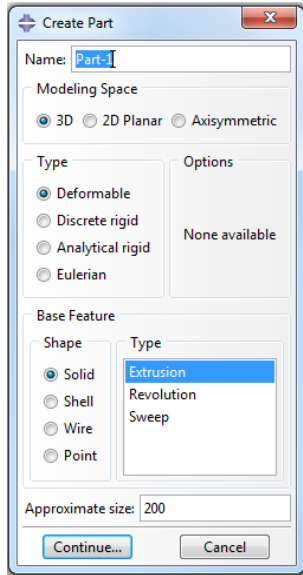 Create Part
Name: Part-1
Modeling Space
3D 2D Planar Axisymmetric
Type
Options
Deformable
Discrete rigid
Analytical rigid
Eulerian
None available
Base Feature
Shape
Type
Solid
Shell
Wire
Point
Extrusion
Revolution
Sweep
Approximate size: 200
Continue... Cancel